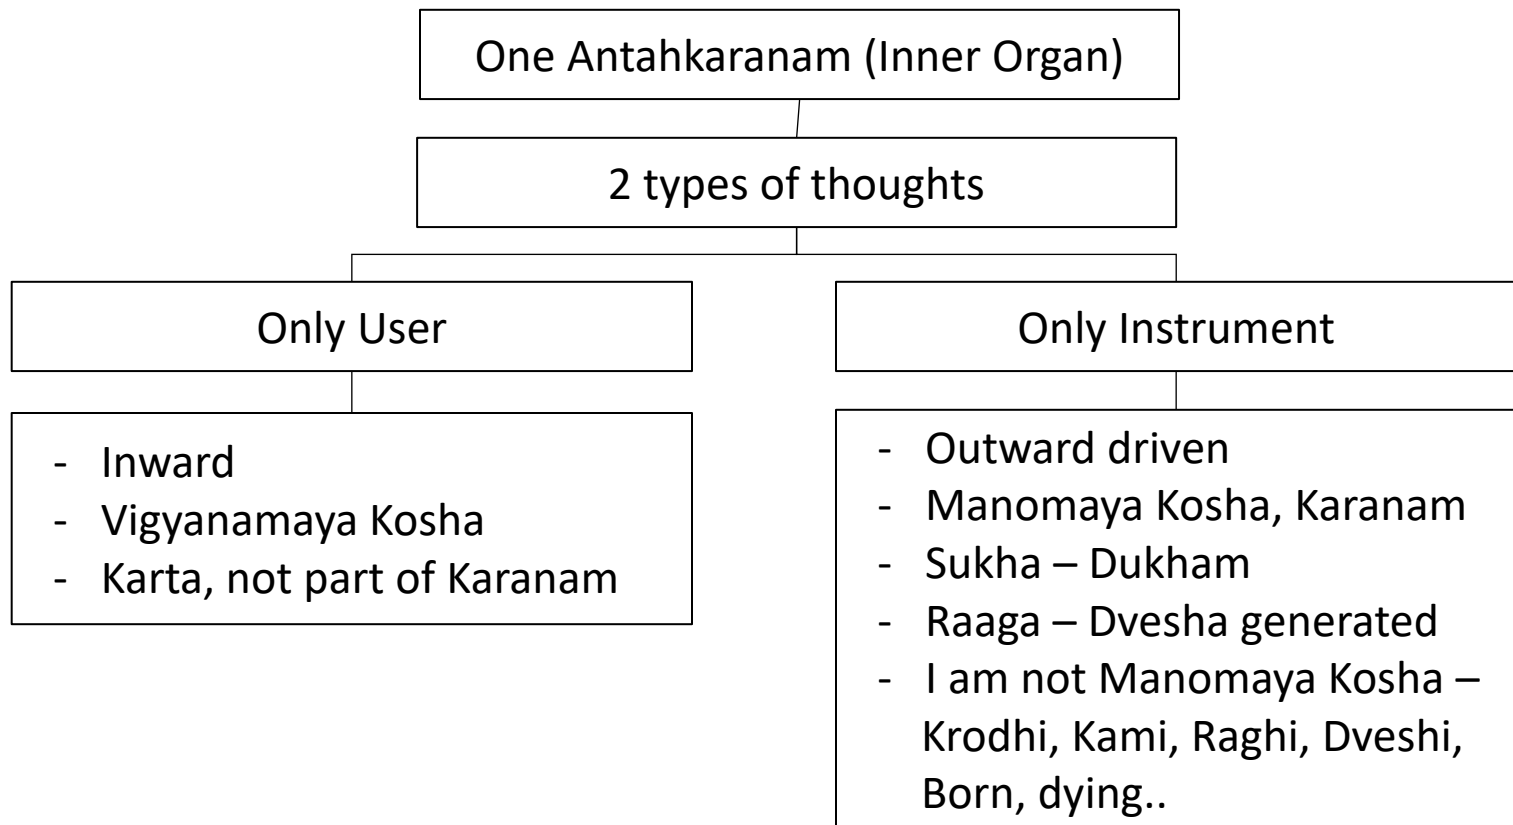 One Antahkaranam (Inner Organ)
2 types of thoughts
Only User
- Inward
- Vigyanamaya Kosha
- Karta, not part of Karanam
Only Instrument
- Outward driven
- Manomaya Kosha, Karanam
- Sukha – Dukham
- Raaga – Dvesha generated
- I am not Manomaya Kosha –
Krodhi, Kami, Raghi, Dveshi,
Born, dying..